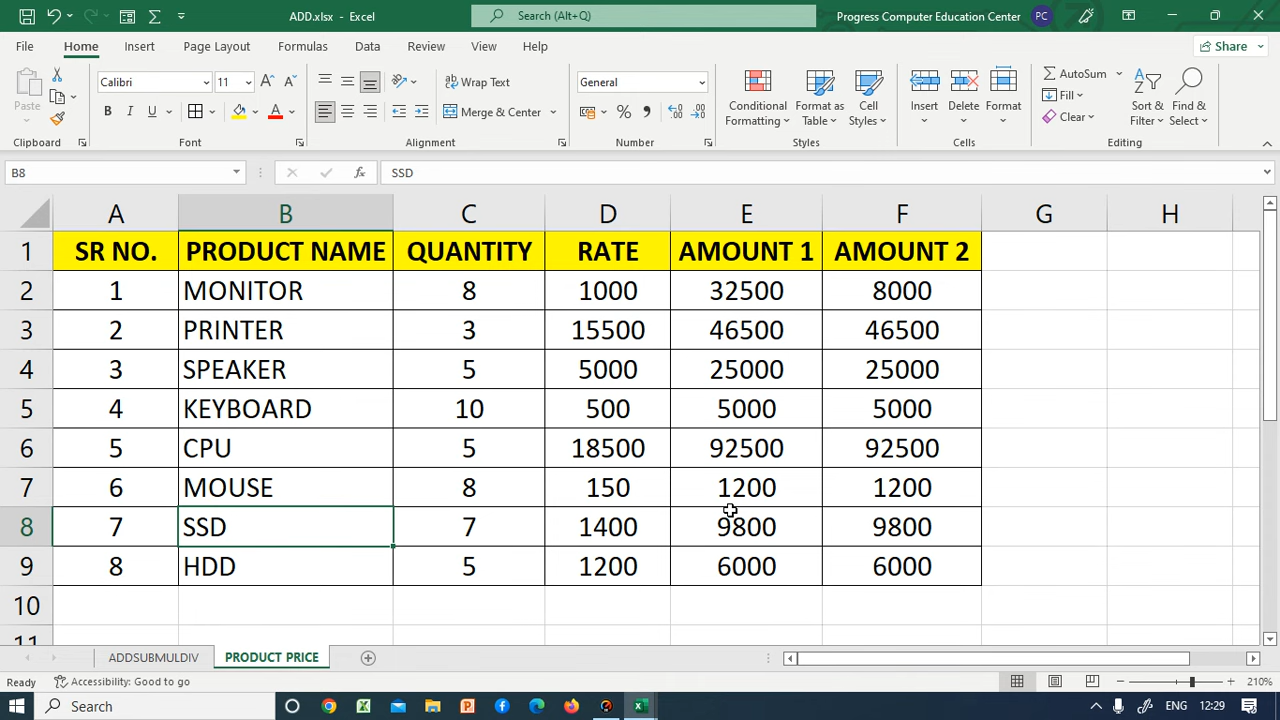 ADD.xlsx - Excel
Search (Alt+Q)
Progress Computer Education Center PC
File Home Insert Page Layout Formulas Data Review View Help Share
Paste
Calibri 11
Wrap Text
General
Conditional Formatting
Format as Table
Cell Styles
Insert
Delete
Format
AutoSum
Fill
Clear
Sort & Filter
Find & Select
B I U
Merge & Center
Clipboard Font Alignment Number Styles Cells Editing
B8 fx SSD
A B C D E F G H
1 SR NO. PRODUCT NAME QUANTITY RATE AMOUNT 1 AMOUNT 2
2 1 MONITOR 8 1000 32500 8000
3 2 PRINTER 3 15500 46500 46500
4 3 SPEAKER 5 5000 25000 25000
5 4 KEYBOARD 10 500 5000 5000
6 5 CPU 5 18500 92500 92500
7 6 MOUSE 8 150 1200 1200
8 7 SSD 7 1400 9800 9800
9 8 HDD 5 1200 6000 6000
10
11
ADDSUBMULDIV PRODUCT PRICE
Ready Accessibility: Good to go 210%
Search ENG 12:29